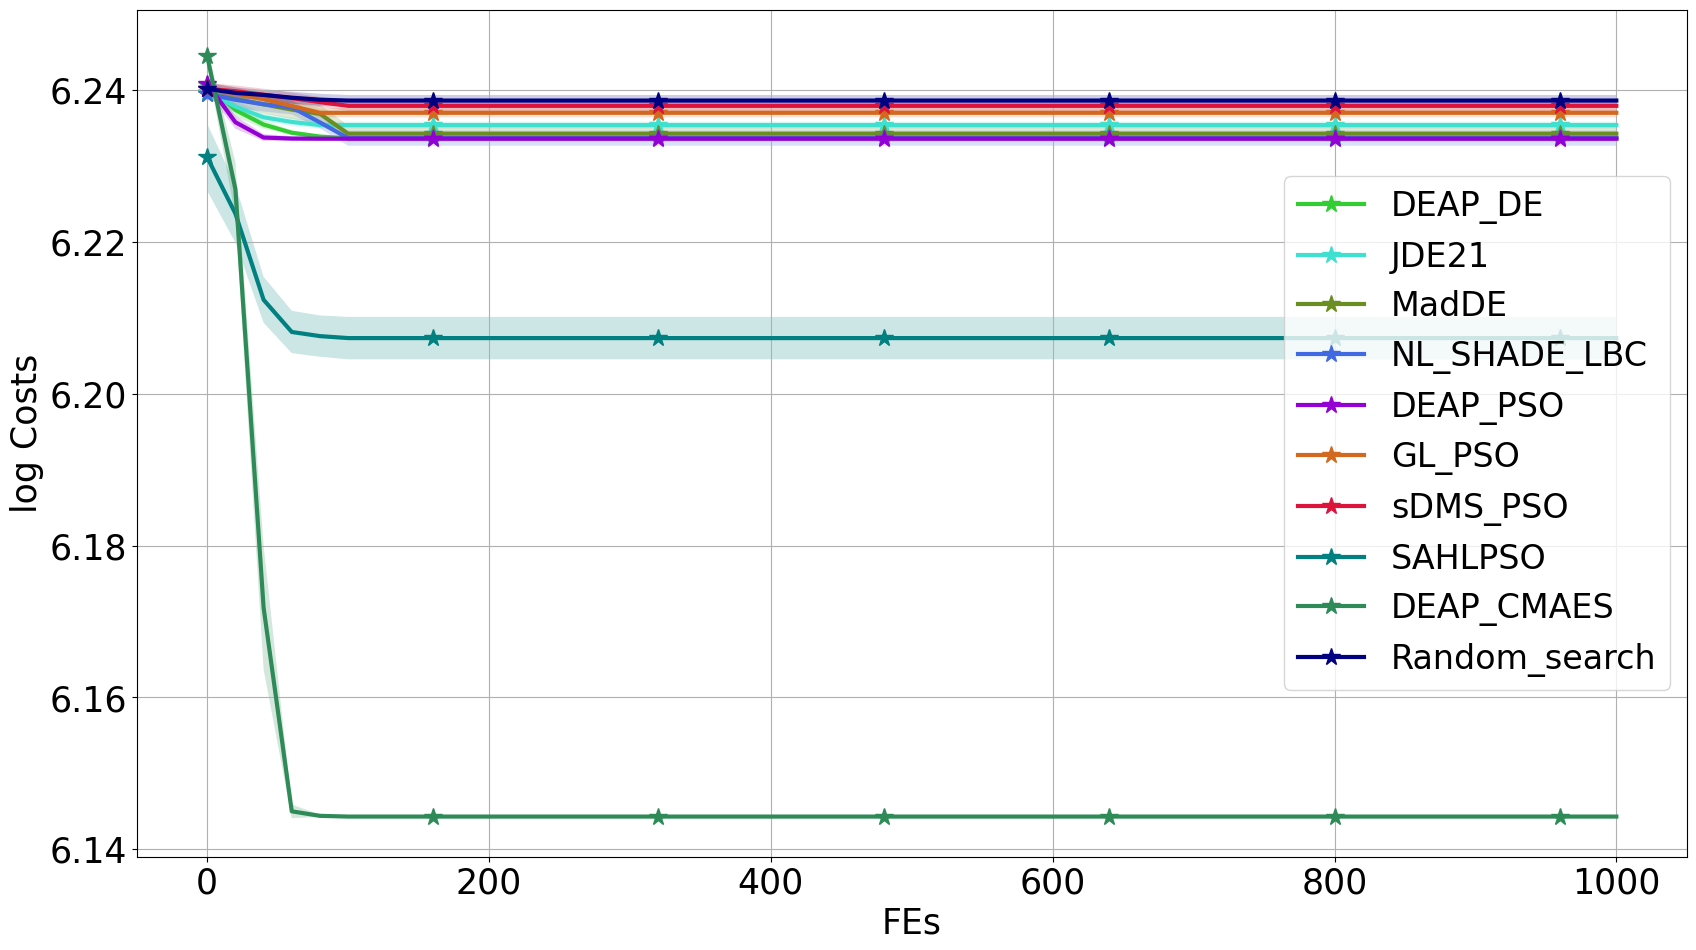 6.24
6.22
6.20
6.18
6.16
6.14
log Costs
0
200
400
600
800
1000
FEs
DEAP_DE
JDE21
MadDE
NL_SHADE_LBC
DEAP_PSO
GL_PSO
sDMS_PSO
SAHLPSO
DEAP_CMAES
Random_search